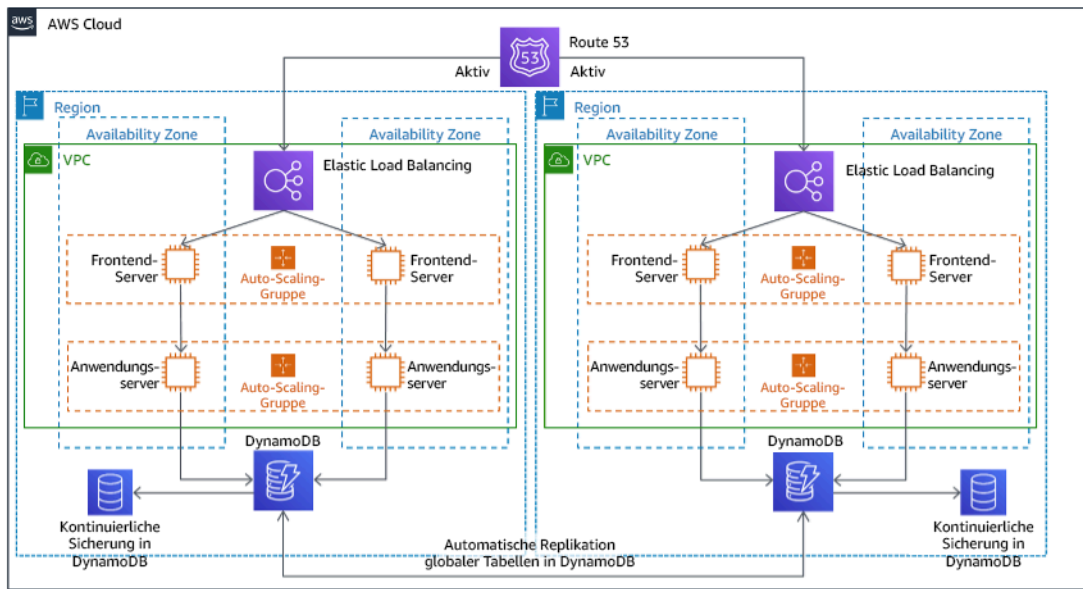 aws
AWS Cloud
Route 53
53
Aktiv
Aktiv
Region
Availability Zone
Availability Zone
VPC
Elastic Load Balancing
Frontend-
Server
Auto-Scaling-
Gruppe
Frontend-
Server
Anwendungs-
server
Auto-Scaling-
Gruppe
Anwendungs-
server
DynamoDB
Kontinuierliche
Sicherung in
DynamoDB
Region
Availability Zone
Availability Zone
VPC
Elastic Load Balancing
Frontend-
Server
Auto-Scaling-
Gruppe
Frontend-
Server
Anwendungs-
server
Auto-Scaling-
Gruppe
Anwendungs-
server
DynamoDB
Kontinuierliche
Sicherung in
DynamoDB
Automatische Replikation
globaler Tabellen in DynamoDB